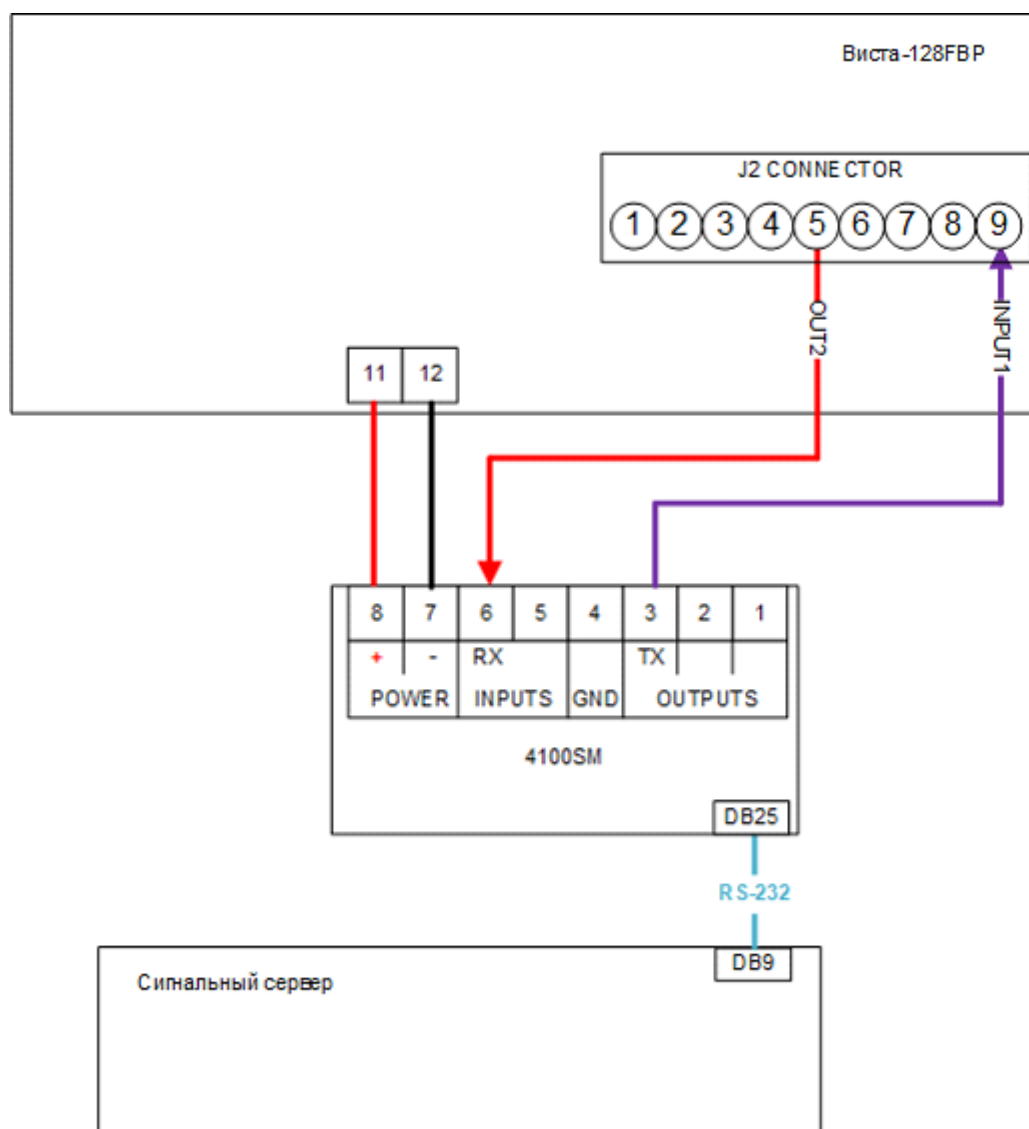 Виста-128FBP
J2 CONNECTOR
1 2 3 4 5 6 7 8 9
OUT2
INPUT1
11 12
8 7 6 5 4 3 2 1
+ - RX TX
POWER INPUTS GND OUTPUTS
4100SM
DB25
RS-232
DB9
Сигнальный сервер